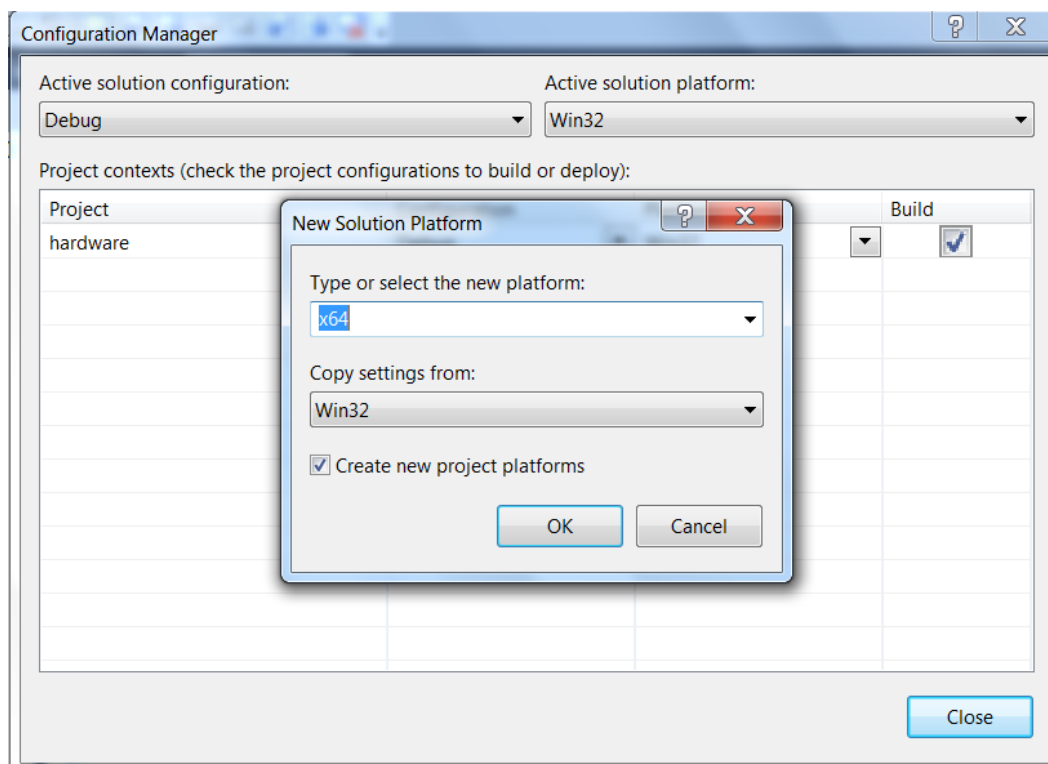 Configuration Manager
Active solution configuration: Active solution platform:
Debug Win32
Project contexts (check the project configurations to build or deploy):
Project Build
hardware
New Solution Platform
Type or select the new platform:
x64
Copy settings from:
Win32
Create new project platforms
OK Cancel
Close